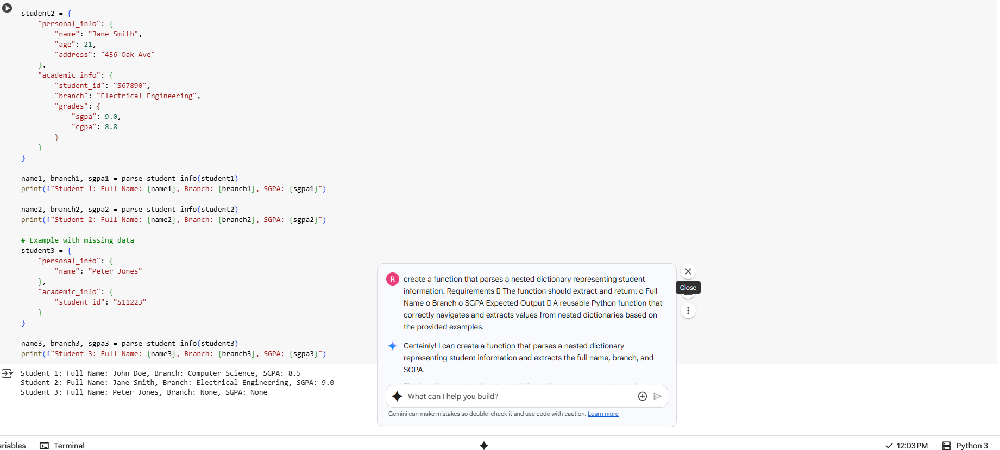 student2 = {
    "personal_info": {
        "name": "Jane Smith",
        "age": 21,
        "address": "456 Oak Ave"
    },
    "academic_info": {
        "student_id": "S67890",
        "branch": "Electrical Engineering",
        "grades": {
            "sgpa": 9.0,
            "cgpa": 8.8
        }
    }
}
name1, branch1, sgpa1 = parse_student_info(student1)
print(f"Student 1: Full Name: {name1}, Branch: {branch1}, SGPA: {sgpa1}")
name2, branch2, sgpa2 = parse_student_info(student2)
print(f"Student 2: Full Name: {name2}, Branch: {branch2}, SGPA: {sgpa2}")
# Example with missing data
student3 = {
    "personal_info": {
        "name": "Peter Jones"
    },
    "academic_info": {
        "student_id": "S11223"
    }
}
name3, branch3, sgpa3 = parse_student_info(student3)
print(f"Student 3: Full Name: {name3}, Branch: {branch3}, SGPA: {sgpa3}")
Student 1: Full Name: John Doe, Branch: Computer Science, SGPA: 8.5
Student 2: Full Name: Jane Smith, Branch: Electrical Engineering, SGPA: 9.0
Student 3: Full Name: Peter Jones, Branch: None, SGPA: None
R
create a function that parses a nested dictionary representing student
information. Requirements ▯ The function should extract and return: o Full
Name o Branch o SGPA Expected Output ▯ A reusable Python function that
correctly navigates and extracts values from nested dictionaries based on
the provided examples.
Certainly! I can create a function that parses a nested dictionary
representing student information and extracts the full name, branch, and
SGPA.
Close
What can I help you build?
Gemini can make mistakes so double-check it and use code with caution. Learn more
ariables
Terminal
12:03 PM
Python 3